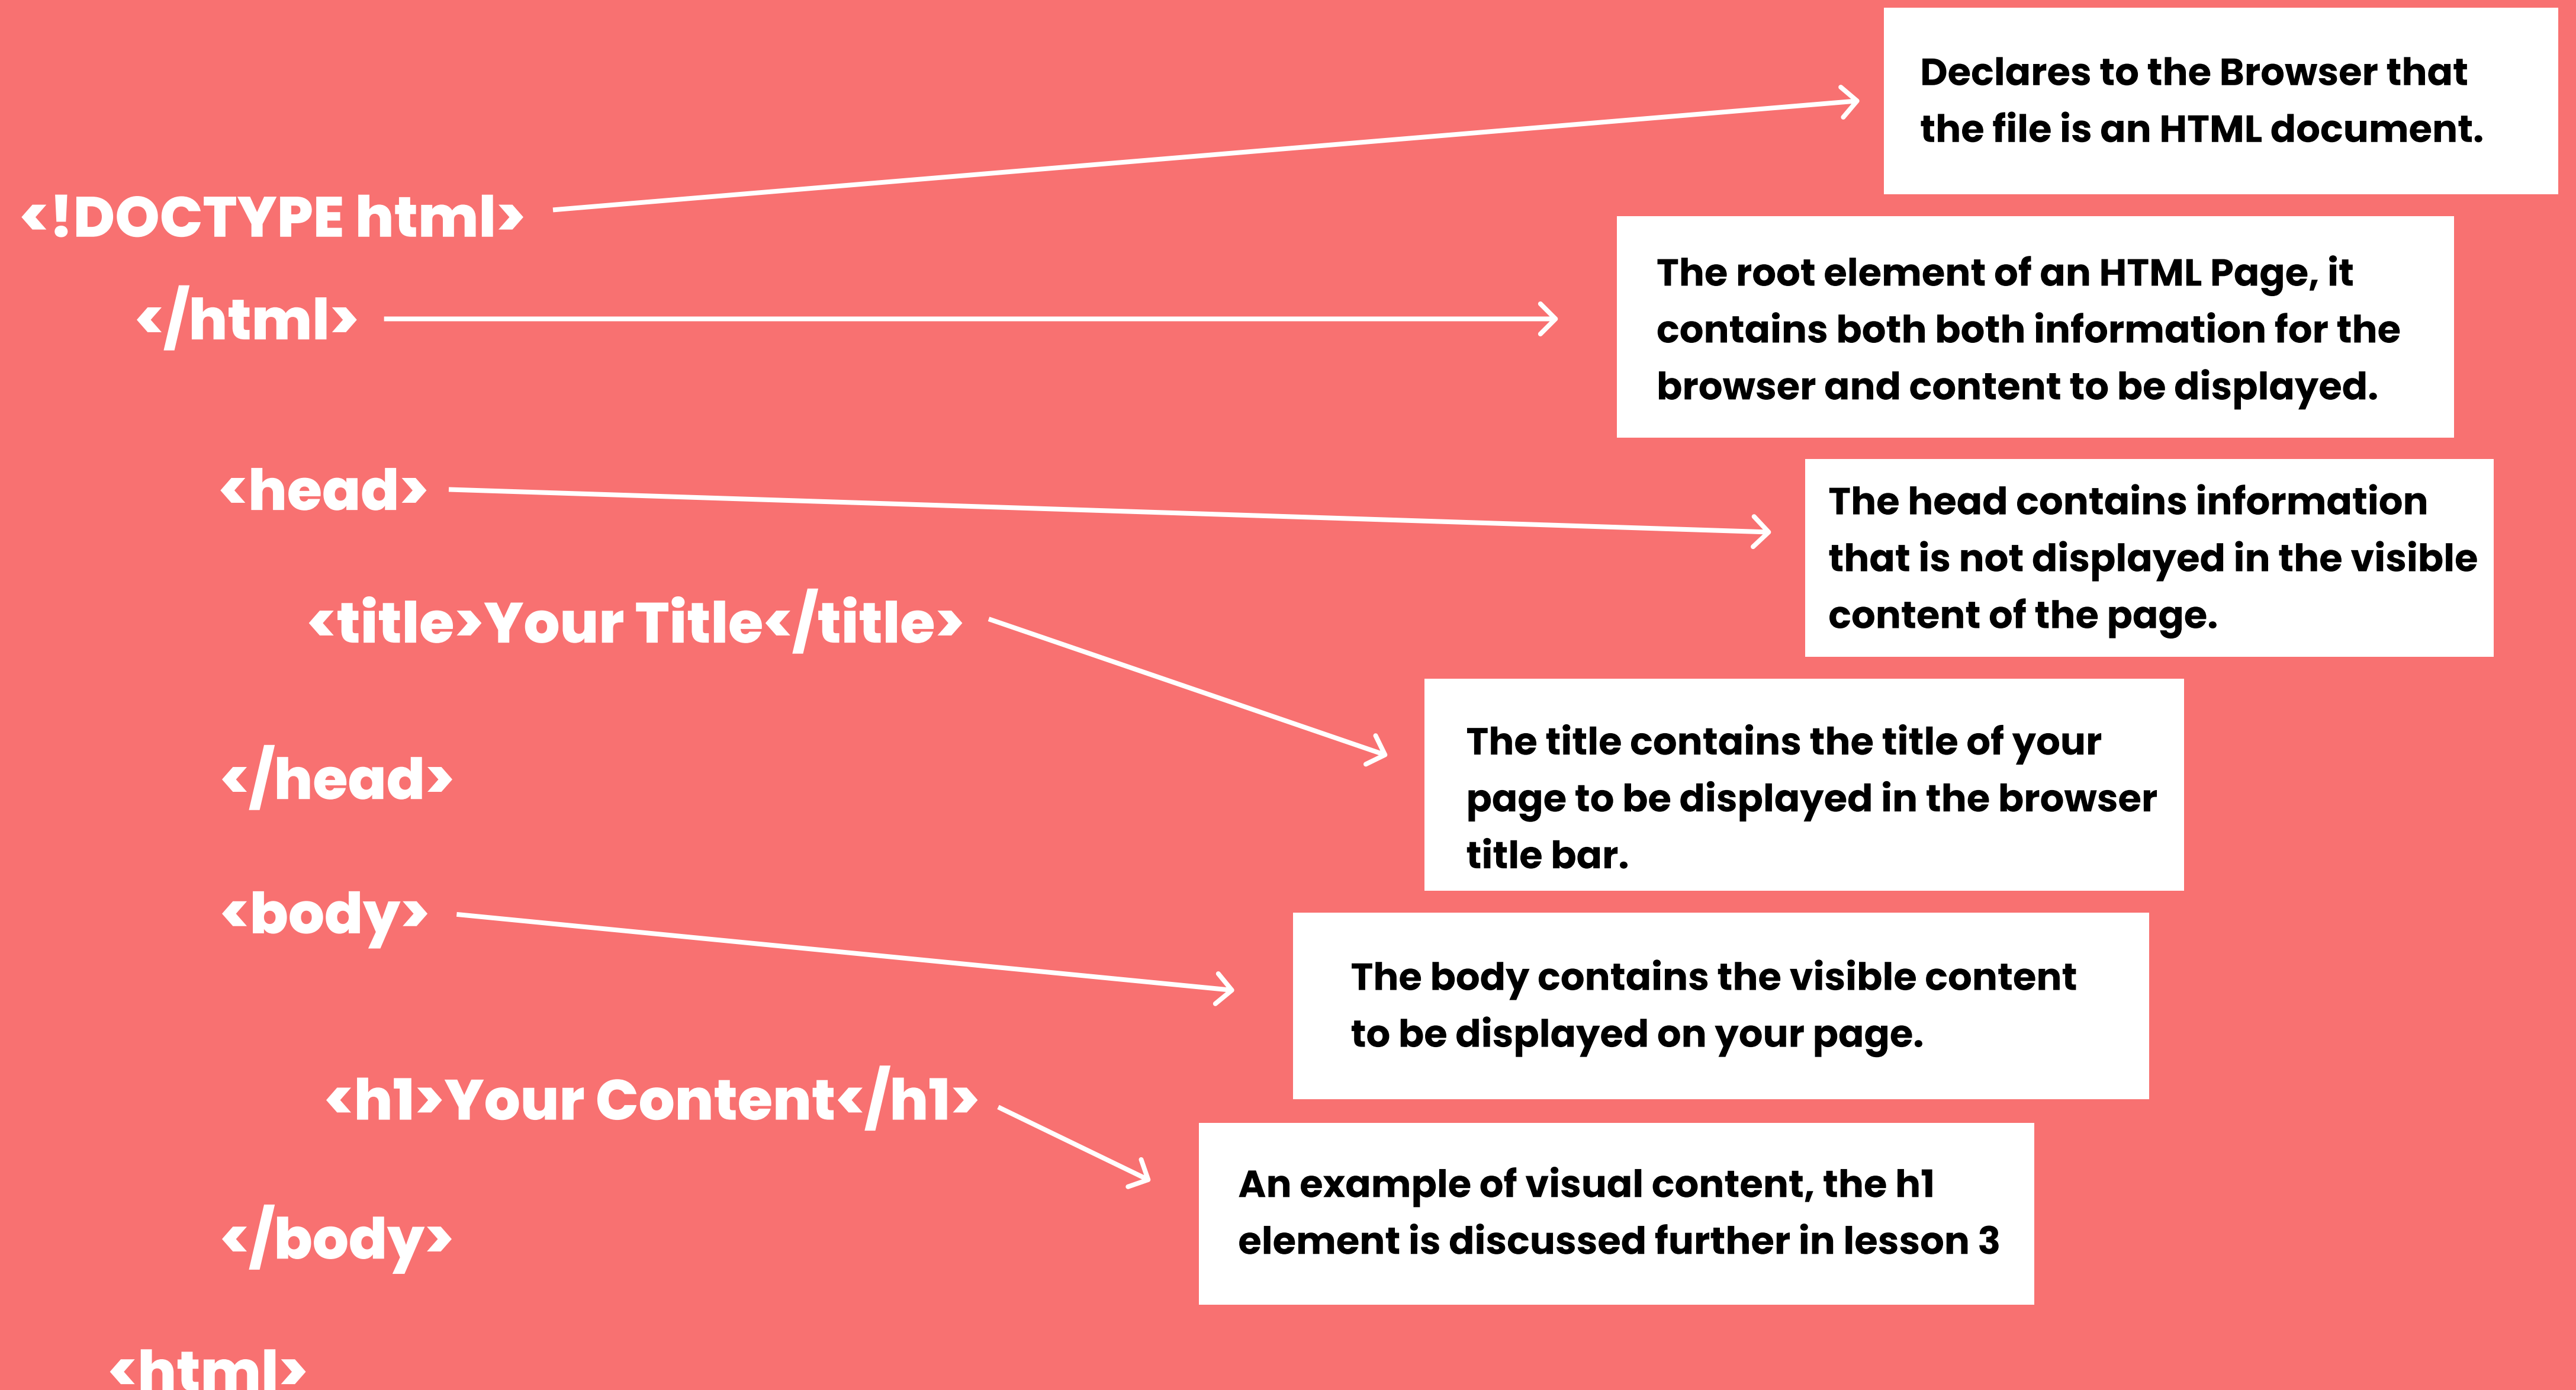 <!DOCTYPE html>
Declares to the Browser that
the file is an HTML document.
</html>
The root element of an HTML Page, it
contains both both information for the
browser and content to be displayed.
<head>
The head contains information
that is not displayed in the visible
content of the page.
<title>Your Title</title>
The title contains the title of your
page to be displayed in the browser
title bar.
</head>
<body>
The body contains the visible content
to be displayed on your page.
<h1>Your Content</h1>
An example of visual content, the h1
element is discussed further in lesson 3
</body>
<html>